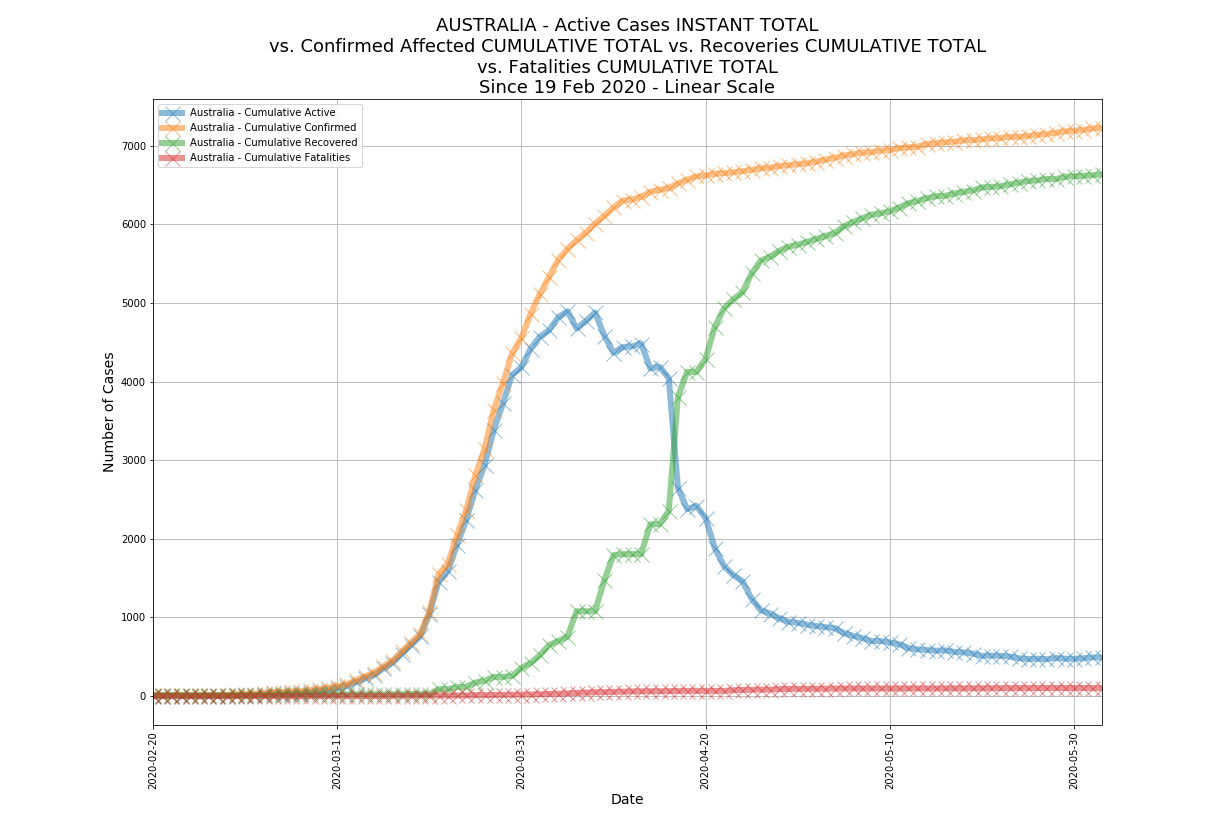 AUSTRALIA - Active Cases INSTANT TOTAL
vs. Confirmed Affected CUMULATIVE TOTAL vs. Recoveries CUMULATIVE TOTAL
vs. Fatalities CUMULATIVE TOTAL
Since 19 Feb 2020 - Linear Scale
Australia - Cumulative Active
Australia - Cumulative Confirmed
Australia - Cumulative Recovered
Australia - Cumulative Fatalities
Number of Cases
7000
6000
5000
4000
3000
2000
1000
0
2020-02-20
2020-03-11
2020-03-31
2020-04-20
2020-05-10
2020-05-30
Date